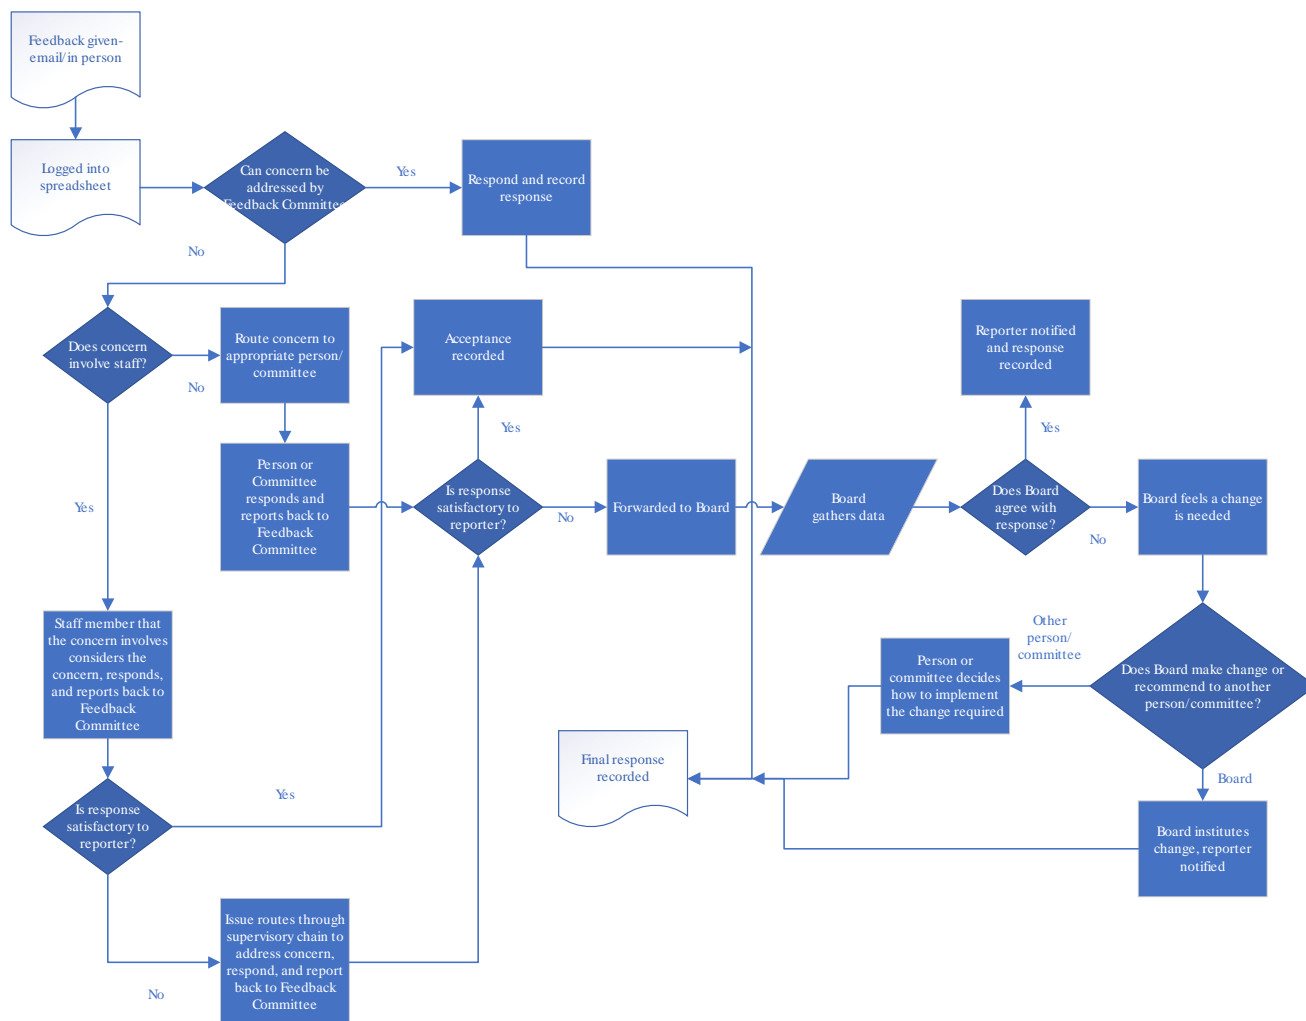 Feedback given-
email/in person
Logged into
spreadsheet
Can concern be
addressed by
Feedback Committee
Yes
Respond and record
response
No
Does concern
involve staff?
No
Route concern to
appropriate person/
committee
Acceptance
recorded
Reporter notified
and response
recorded
Yes
Yes
Yes
Person or
Committee
responds and
reports back to
Feedback
Committee
Is response
satisfactory to
reporter?
No
Forwarded to Board
Board
gathers data
Does Board
agree with
response?
No
Board feels a change
is needed
Staff member that
the concern involves
considers the
concern, responds,
and reports back to
Feedback
Committee
Other
person/
committee
Person or
committee decides
how to implement
the change required
Does Board make change or
recommend to another
person/committee?
Final response
recorded
Board
Is response
satisfactory to
reporter?
Yes
Board institutes
change, reporter
notified
No
Issue routes through
supervisory chain to
address concern,
respond, and report
back to Feedback
Committee